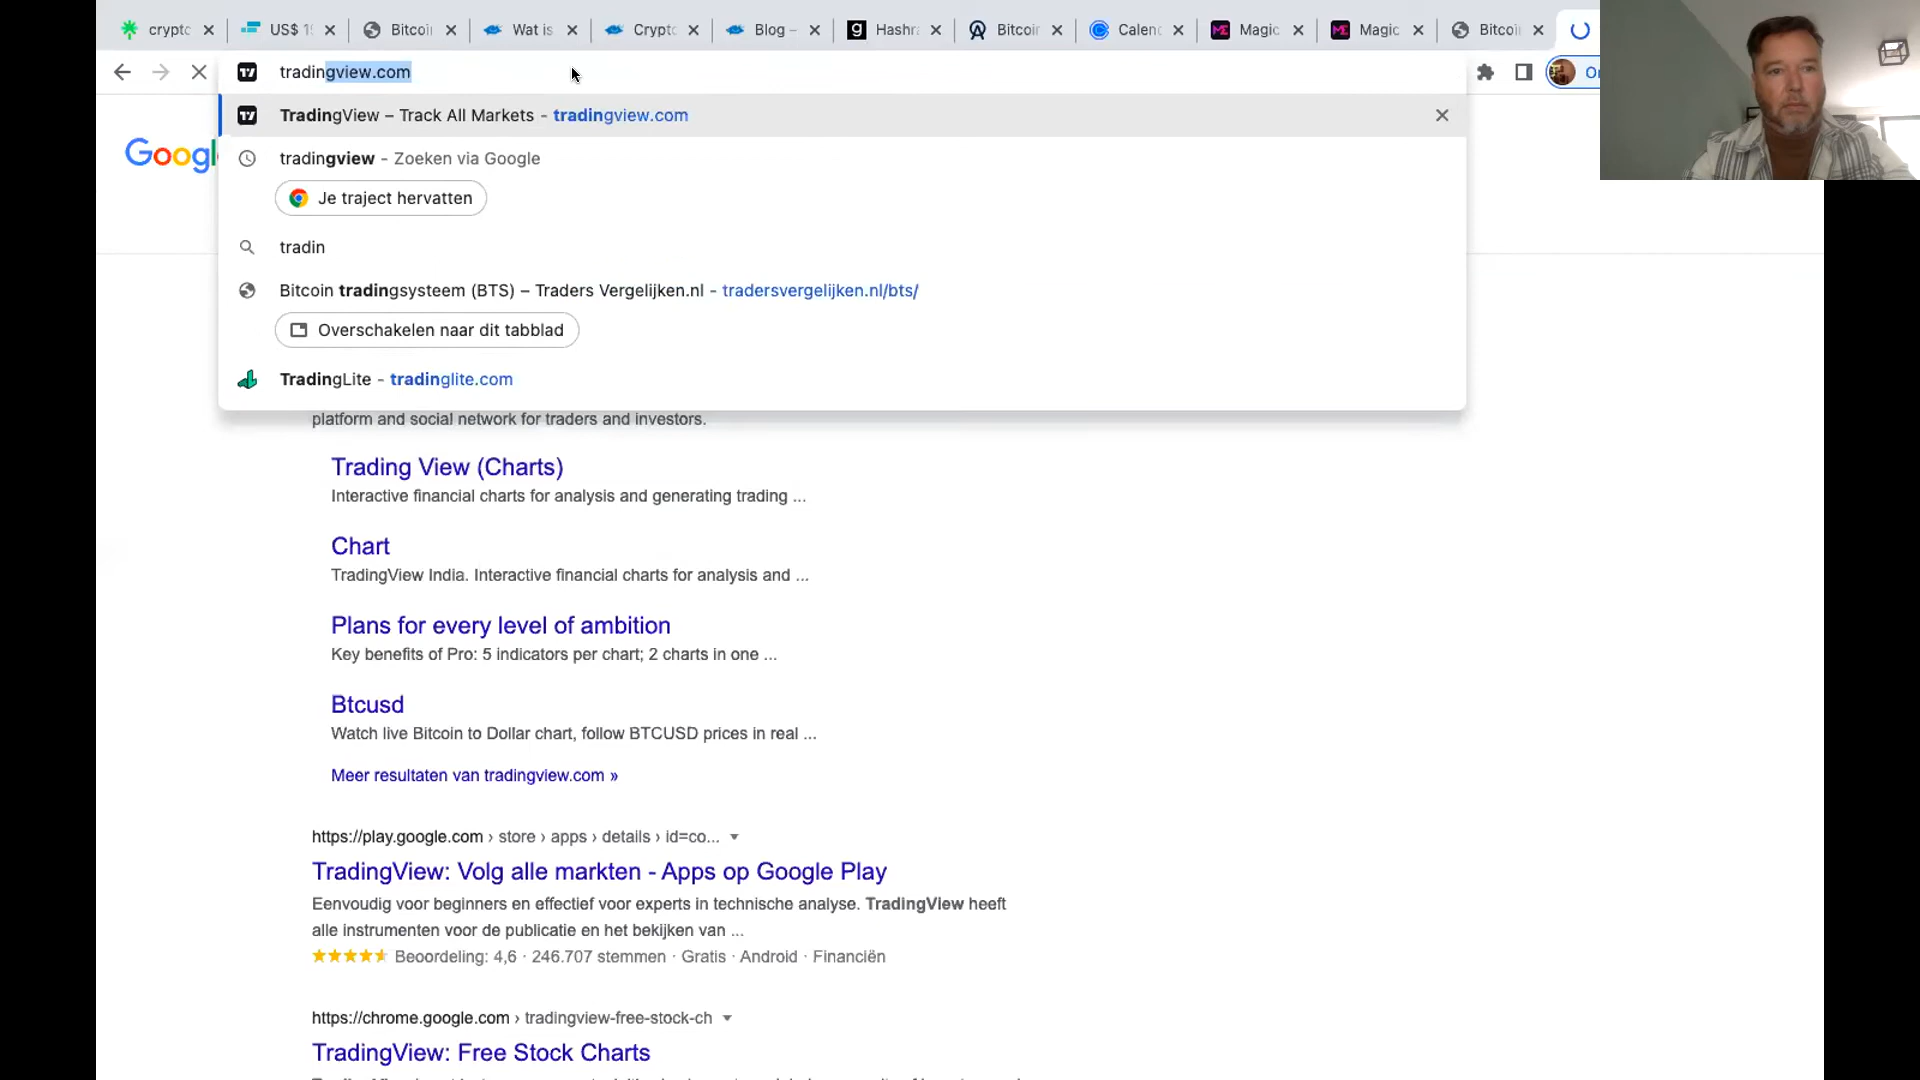 cryptc
US$ 1
Bitcoi
Wat is
Crypt
Blog –
Hashr
Bitcoi
Calen
Magic
Magic
Bitcoi
tradingview.com
TradingView – Track All Markets - tradingview.com
tradingview - Zoeken via Google
Je traject hervatten
tradin
Bitcoin tradingsysteem (BTS) – Traders Vergelijken.nl - tradersvergelijken.nl/bts/
Overschakelen naar dit tabblad
TradingLite - tradinglite.com
Googl
platform and social network for traders and investors.
Trading View (Charts)
Interactive financial charts for analysis and generating trading ...
Chart
TradingView India. Interactive financial charts for analysis and ...
Plans for every level of ambition
Key benefits of Pro: 5 indicators per chart; 2 charts in one ...
Btcusd
Watch live Bitcoin to Dollar chart, follow BTCUSD prices in real ...
Meer resultaten van tradingview.com »
https://play.google.com › store › apps › details › id=co...
TradingView: Volg alle markten - Apps op Google Play
Eenvoudig voor beginners en effectief voor experts in technische analyse. TradingView heeft
alle instrumenten voor de publicatie en het bekijken van ...
Beoordeling: 4,6 · 246.707 stemmen · Gratis · Android · Financiën
https://chrome.google.com › tradingview-free-stock-ch
TradingView: Free Stock Charts